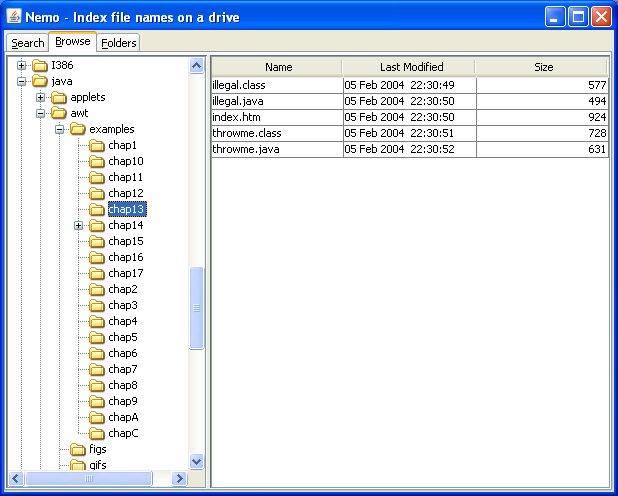 Nemo - Index file names on a drive
Search Browse Folders
I386
java
applets
awt
examples
chap1
chap10
chap11
chap12
chap13
chap14
chap15
chap16
chap17
chap2
chap3
chap4
chap5
chap6
chap7
chap8
chap9
chapA
chapC
figs
gifs
Name Last Modified Size
illegal.class 05 Feb 2004 22:30:49 577
illegal.java 05 Feb 2004 22:30:50 494
index.htm 05 Feb 2004 22:30:50 924
throwme.class 05 Feb 2004 22:30:51 728
throwme.java 05 Feb 2004 22:30:52 631